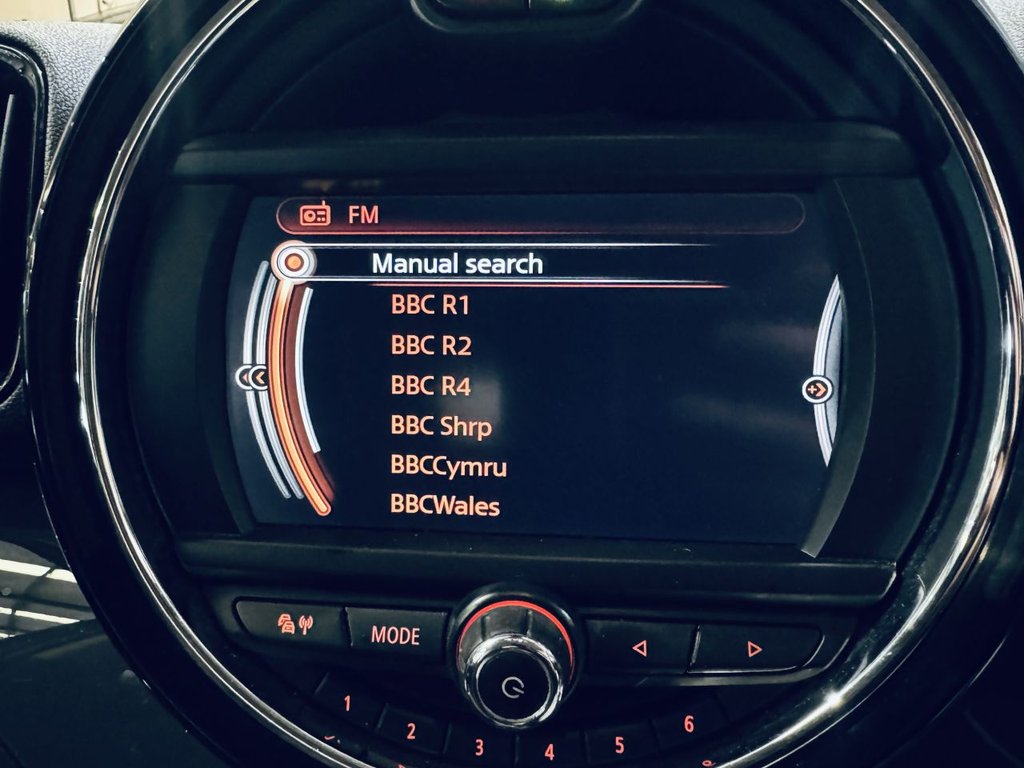 FM
Manual search
BBC R1
BBC R2
BBC R4
BBC Shrp
BBCCymru
BBCWales
MODE
1
2
3
4
5
6